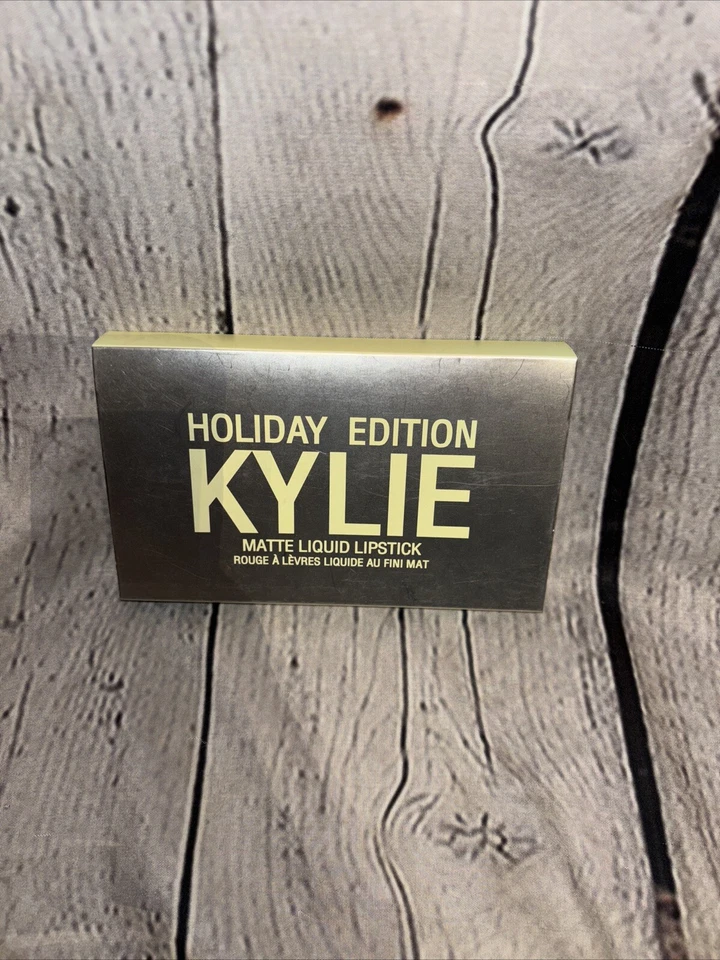 HOLIDAY EDITION
KYLIE
MATTE LIQUID LIPSTICK
ROUGE À LÈVRES LIQUIDE AU FINI MAT